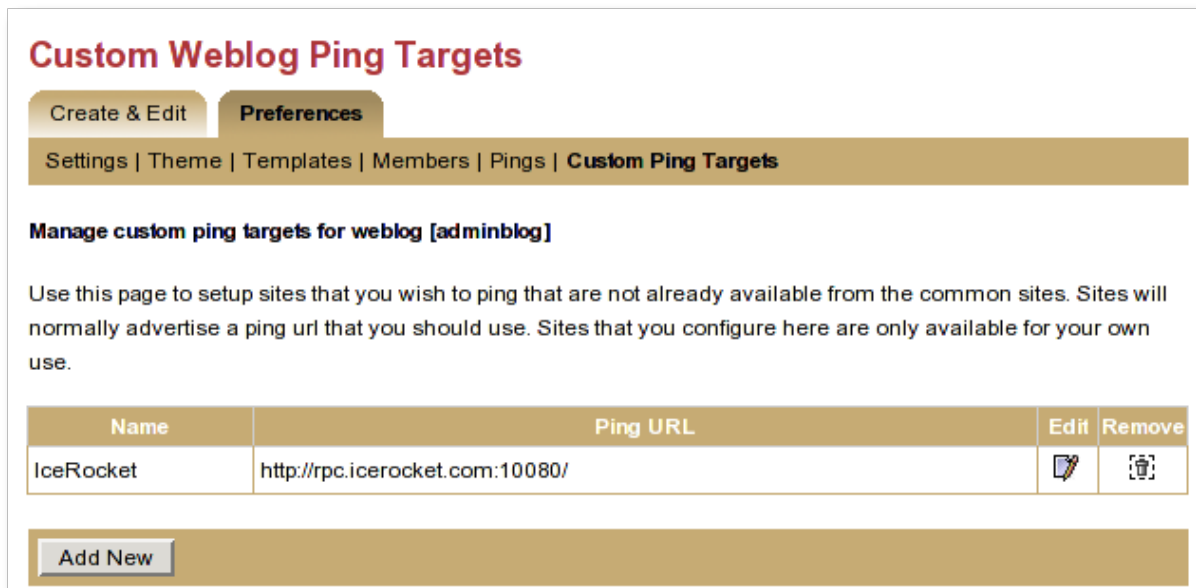 Custom Weblog Ping Targets
Create & Edit Preferences
Settings | Theme | Templates | Members | Pings | Custom Ping Targets
Manage custom ping targets for weblog [adminblog]
Use this page to setup sites that you wish to ping that are not already available from the common sites. Sites will
normally advertise a ping url that you should use. Sites that you configure here are only available for your own
use.
Name Ping URL Edit Remove
IceRocket http://rpc.icerocket.com:10080/
Add New